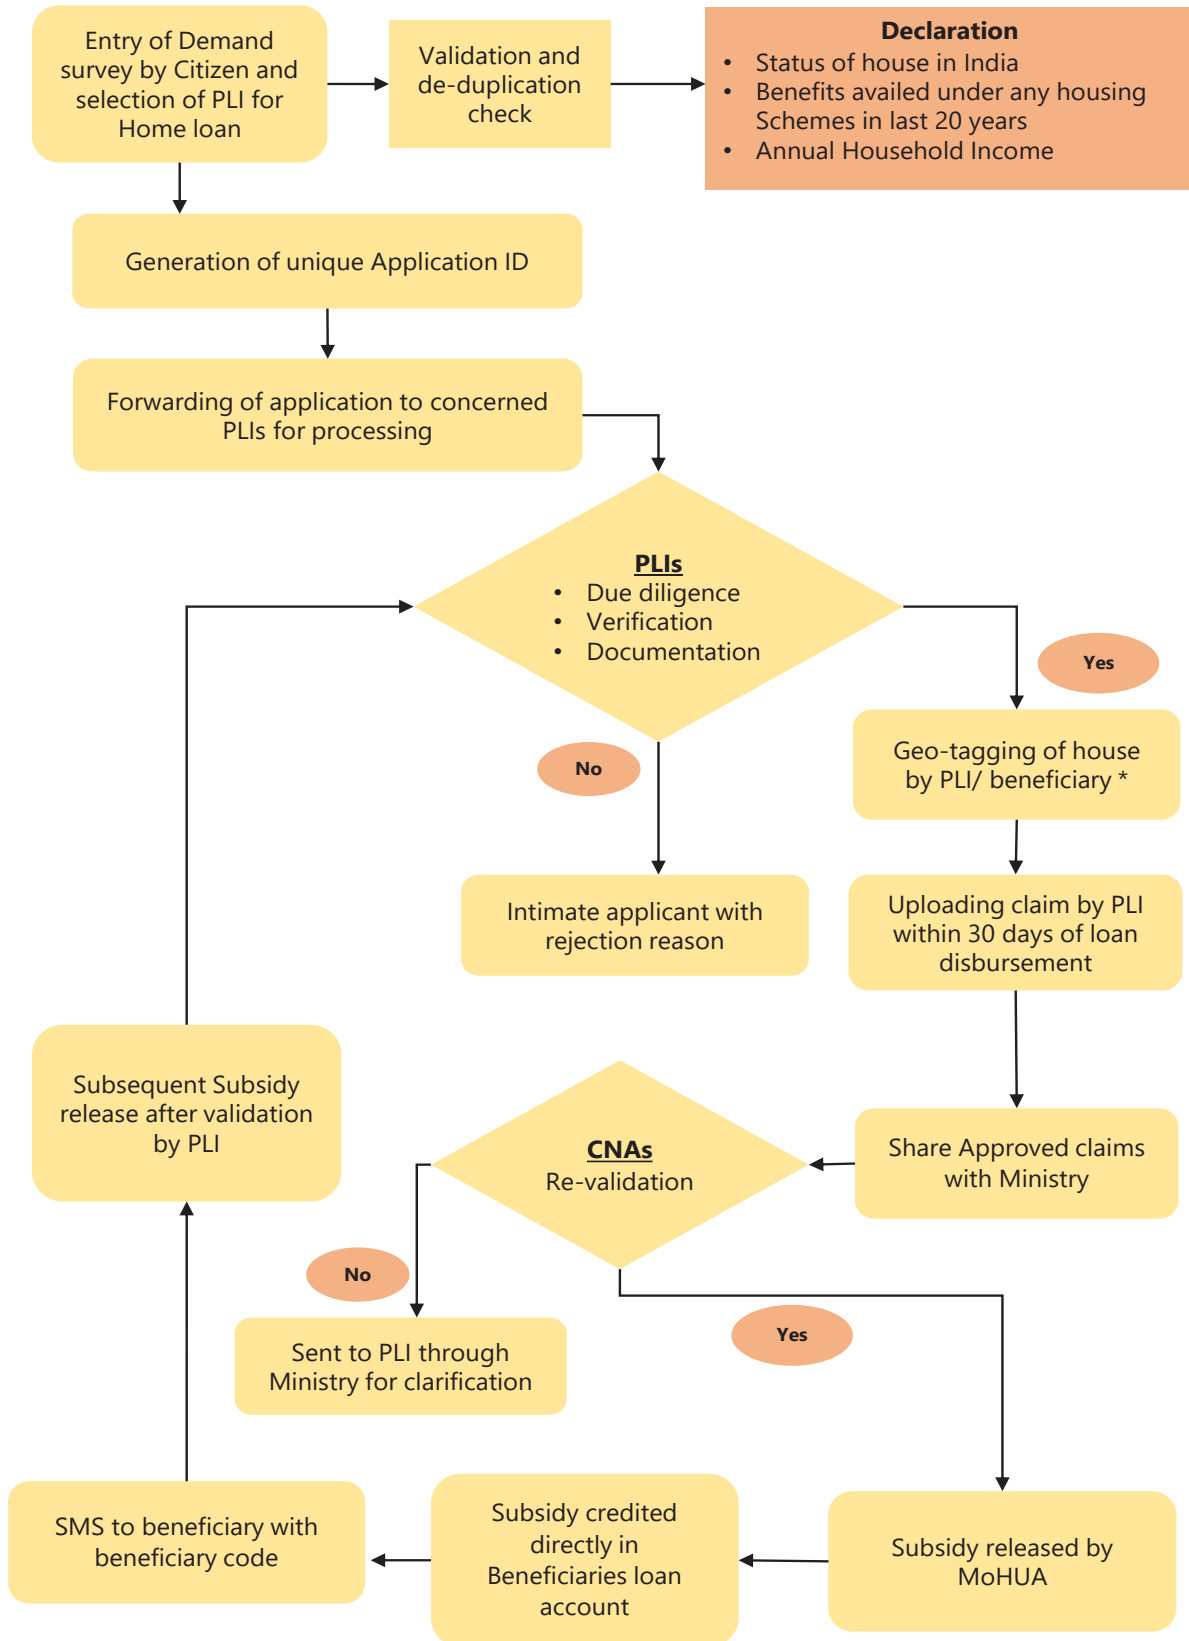 Entry of Demand
survey by Citizen and
selection of PLI for
Home loan
Validation and
de-duplication
check
Declaration
• Status of house in India
• Benefits availed under any housing
Schemes in last 20 years
• Annual Household Income
Generation of unique Application ID
Forwarding of application to concerned
PLIs for processing
PLIs
• Due diligence
• Verification
• Documentation
Yes
No
Geo-tagging of house
by PLI/ beneficiary *
Intimate applicant with
rejection reason
Uploading claim by PLI
within 30 days of loan
disbursement
Subsequent Subsidy
release after validation
by PLI
CNAs
Re-validation
Share Approved claims
with Ministry
No
Yes
Sent to PLI through
Ministry for clarification
SMS to beneficiary with
beneficiary code
Subsidy credited
directly in
Beneficiaries loan
account
Subsidy released by
MoHUA